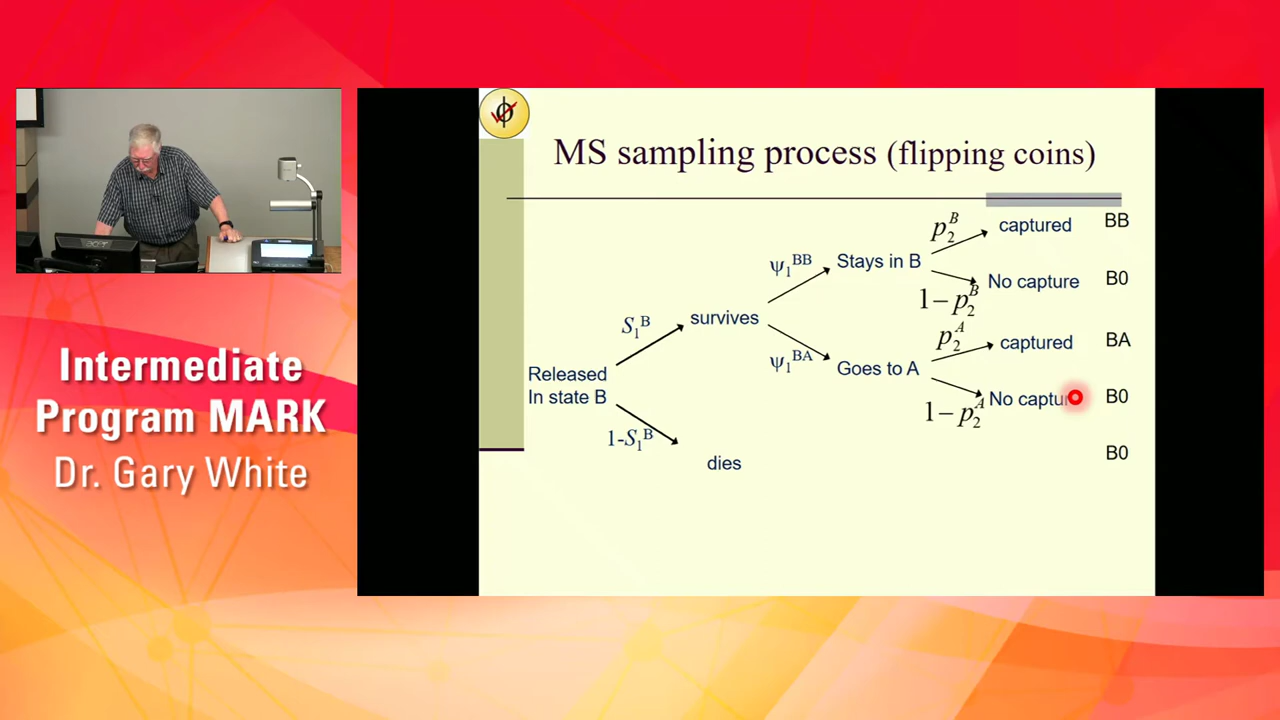 MS sampling process (flipping coins)
p₂ᴮ captured BB
ψ₁ᴮᴮ Stays in B
No capture B0
1 – p₂ᴮ
S₁ᴮ survives
p₂ᴬ captured BA
ψ₁ᴮᴬ Goes to A
Released
In state B
No captur B0
1 – p₂ᴬ
1-S₁ᴮ
dies
B0
Intermediate
Program MARK
Dr. Gary White